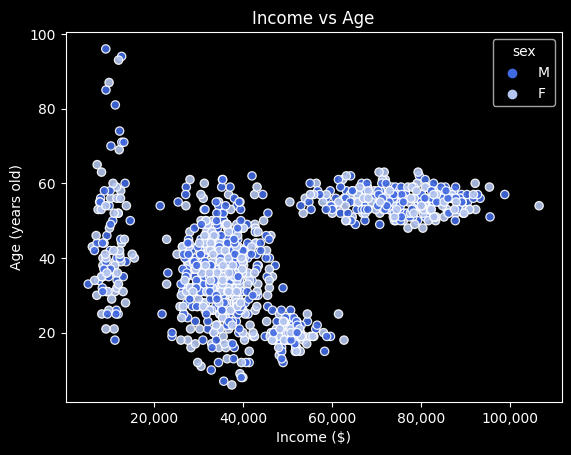 Income vs Age
sex
M
F
Age (years old)
100
80
60
40
20
20,000
40,000
60,000
80,000
100,000
Income ($)